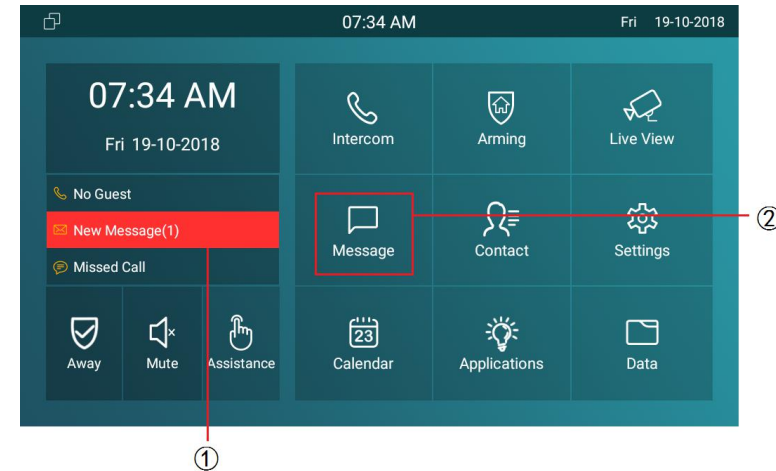 07:34 AM
Fri 19-10-2018
07:34 AM
Fri 19-10-2018
No Guest
New Message(1)
Missed Call
Away
Mute
Assistance
Intercom
Arming
Live View
Message
Contact
Settings
23
Calendar
Applications
Data
②
①